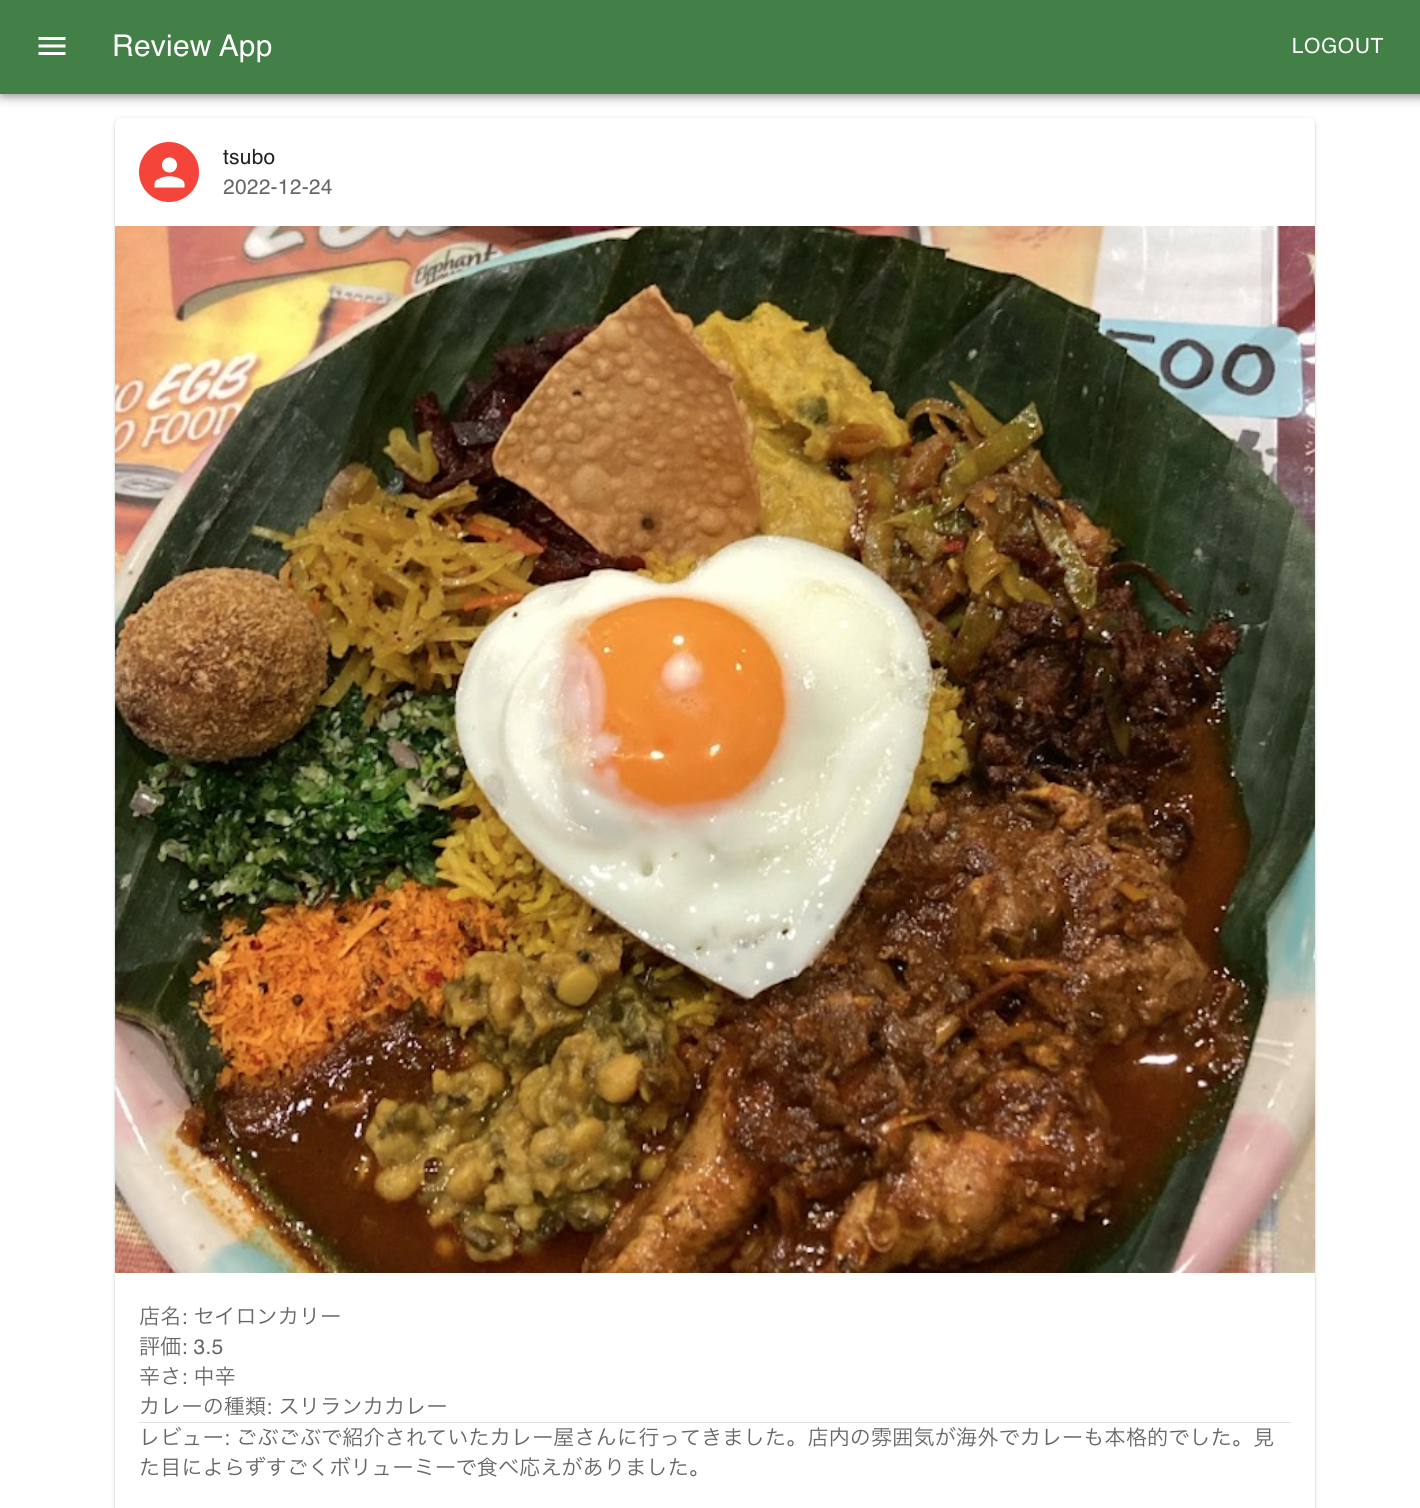 Review App
LOGOUT
tsubo
2022-12-24
Elephant
EGB
FOOD
500
店名: セイロンカリー
評価: 3.5
辛さ: 中辛
カレーの種類: スリランカカレー
レビュー: ごぶごぶで紹介されていたカレー屋さんに行ってきました。店内の雰囲気が海外でカレーも本格的でした。見
た目によらずすごくボリューミーで食べ応えがありました。